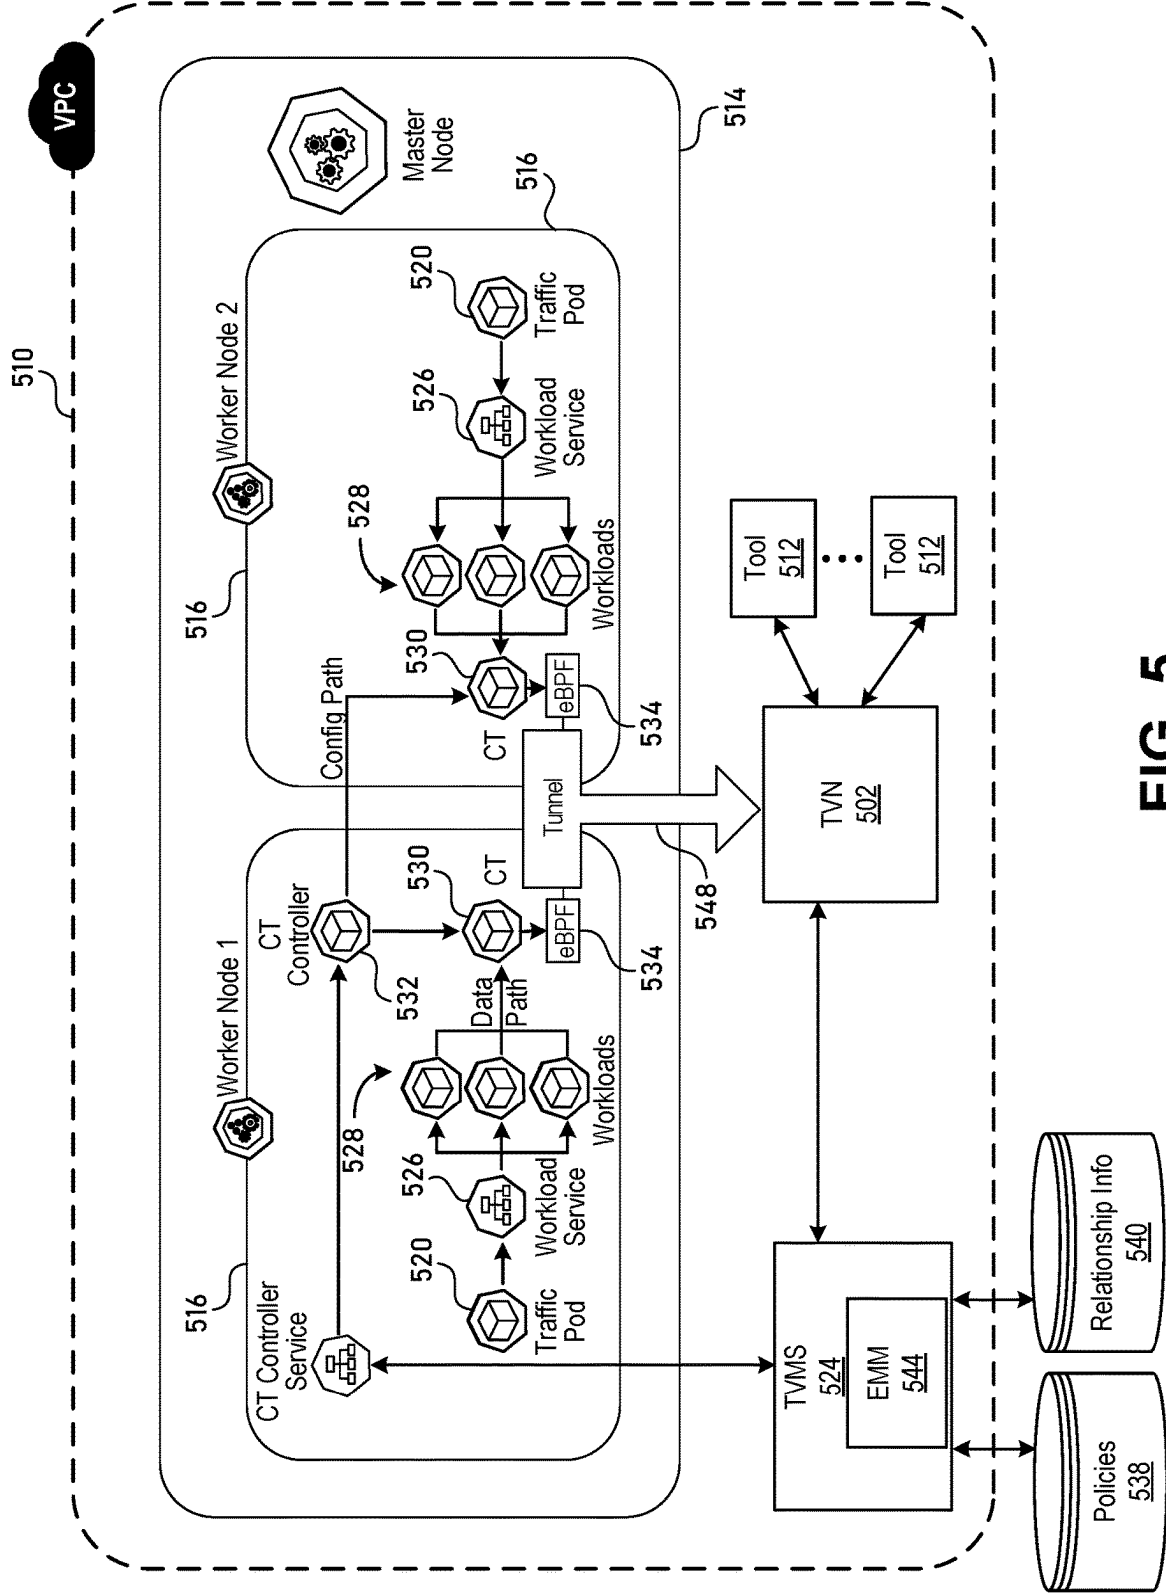 510
VPC
Worker Node 1
Worker Node 2
516
516
CT Controller
Service
CT
Controller
532
Config Path
Master
Node
528
528
520
526
530
530
526
520
Data
Path
CT
CT
Traffic
Pod
Workload
Service
Workloads
eBPF
Tunnel
eBPF
Workloads
Workload
Service
Traffic
Pod
516
534
534
548
514
TVMS
524
EMM
544
TVN
502
Tool
512
Tool
512
Policies
538
Relationship Info
540
FIG. 5